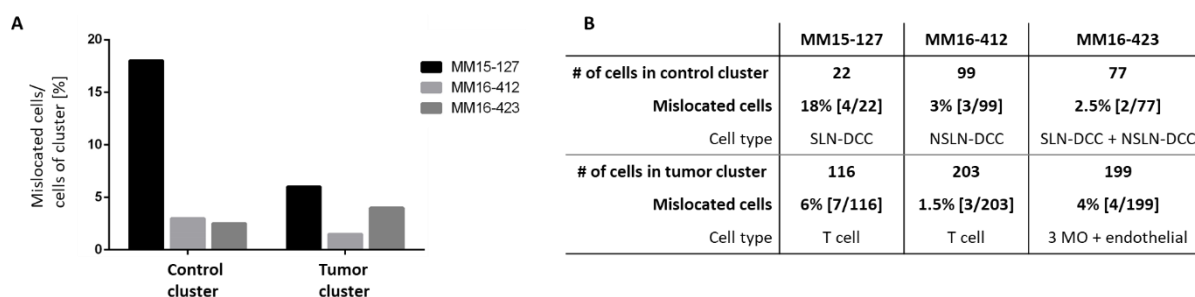 A
Mislocated cells/
cells of cluster [%]
20
15
10
5
0
MM15-127
MM16-412
MM16-423
Control
cluster
Tumor
cluster
B
MM15-127 MM16-412 MM16-423
# of cells in control cluster 22 99 77
Mislocated cells 18% [4/22] 3% [3/99] 2.5% [2/77]
Cell type SLN-DCC NSLN-DCC SLN-DCC + NSLN-DCC
# of cells in tumor cluster 116 203 199
Mislocated cells 6% [7/116] 1.5% [3/203] 4% [4/199]
Cell type T cell T cell 3 MO + endothelial